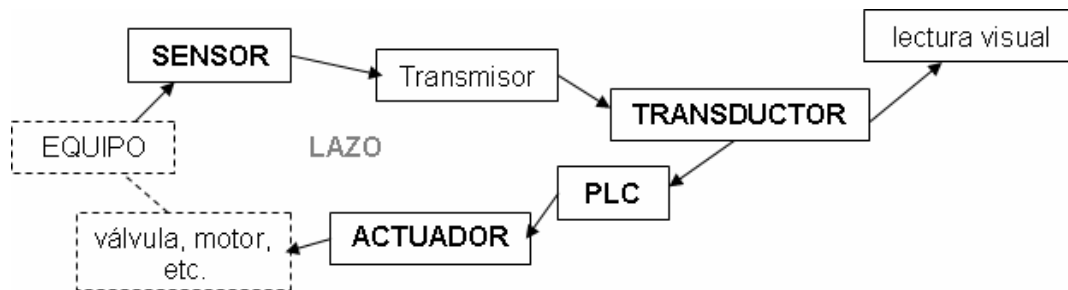 lectura visual
SENSOR
Transmisor
TRANSDUCTOR
EQUIPO
LAZO
PLC
ACTUADOR
válvula, motor,
etc.